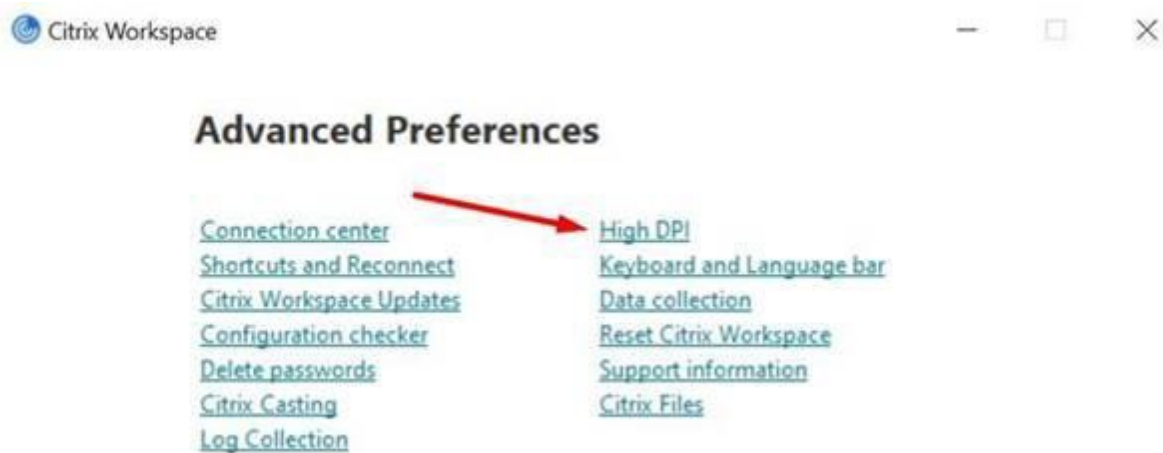 Citrix Workspace
Advanced Preferences
Connection center
Shortcuts and Reconnect
Citrix Workspace Updates
Configuration checker
Delete passwords
Citrix Casting
Log Collection
High DPI
Keyboard and Language bar
Data collection
Reset Citrix Workspace
Support information
Citrix Files